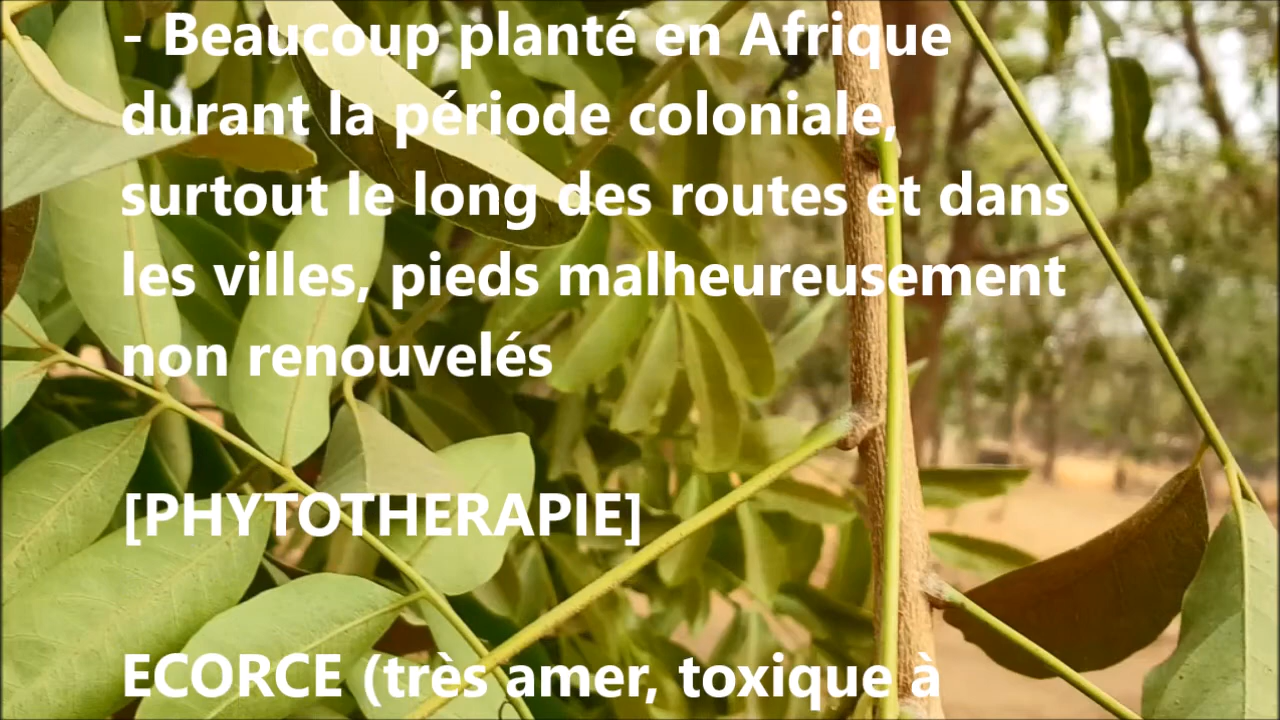 - Beaucoup planté en Afrique
durant la période coloniale,
surtout le long des routes et dans
les villes, pieds malheureusement
non renouvelés
[PHYTOTHERAPIE]
ECORCE (très amer, toxique à